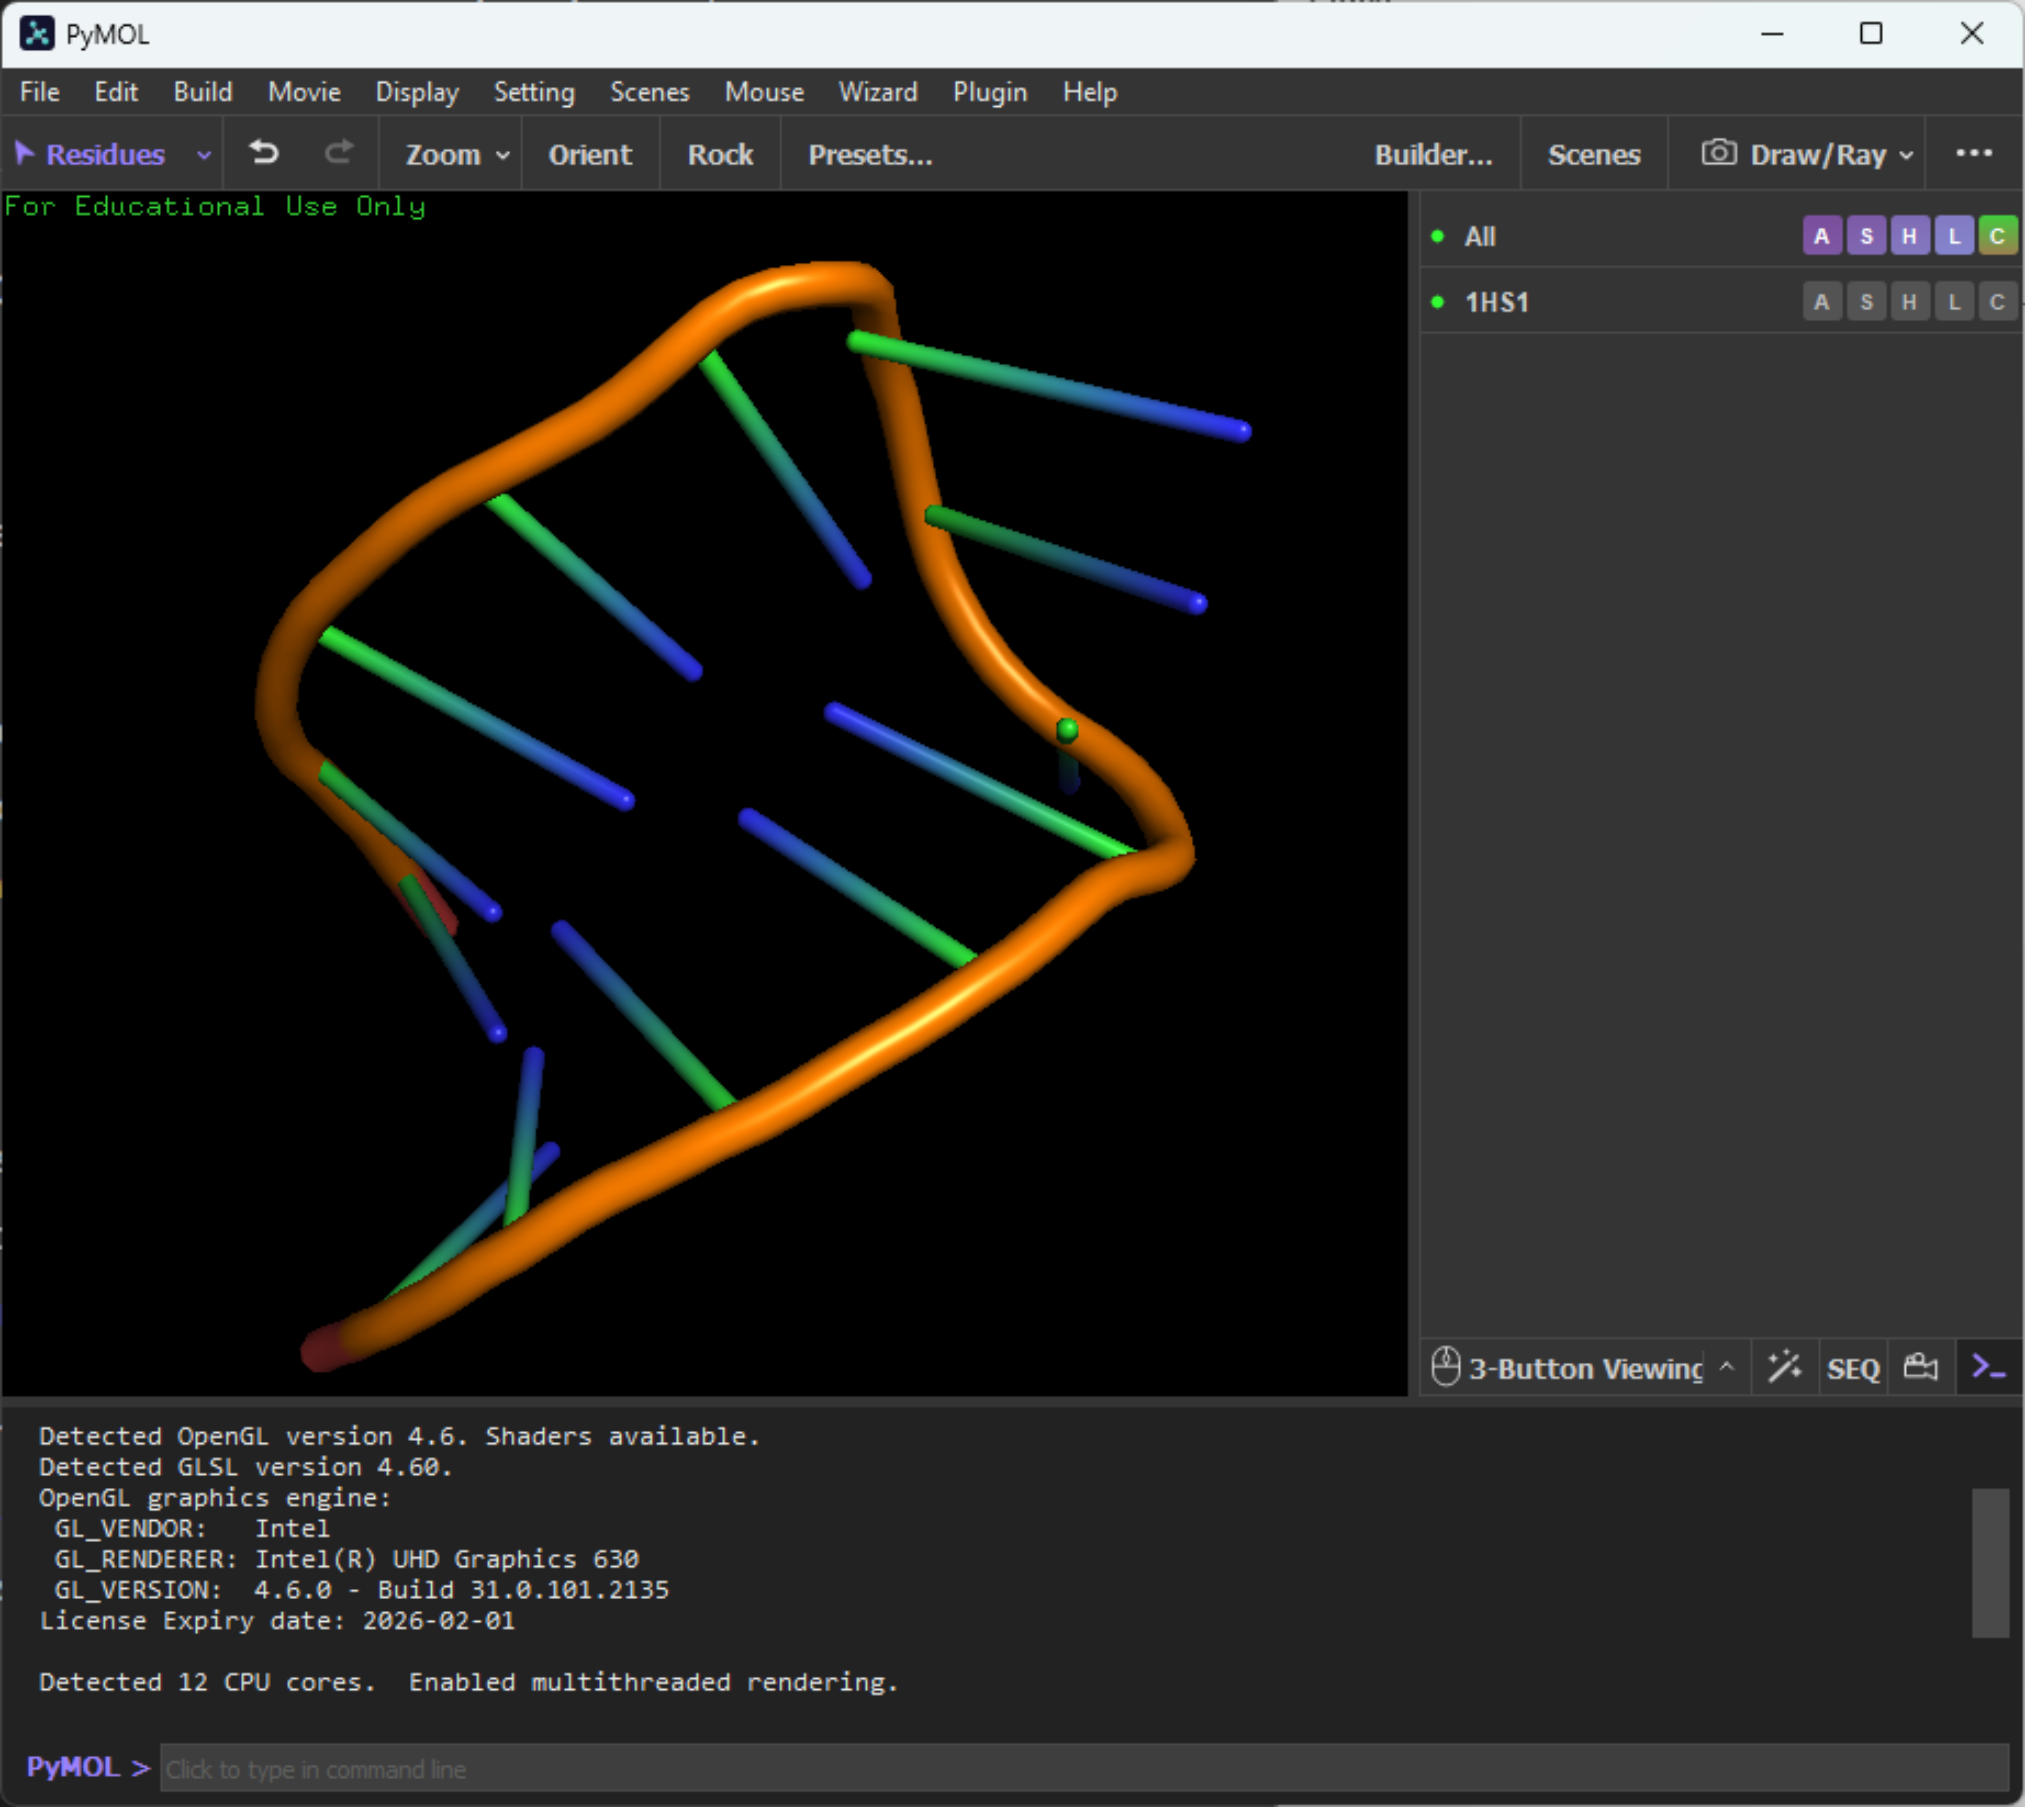 PyMOL
File Edit Build Movie Display Setting Scenes Mouse Wizard Plugin Help
Residues Zoom Orient Rock Presets... Builder... Scenes Draw/Ray
For Educational Use Only
All A S H L C
1HS1 A S H L C
3-Button Viewing SEQ
Detected OpenGL version 4.6. Shaders available.
Detected GLSL version 4.60.
OpenGL graphics engine:
GL_VENDOR: Intel
GL_RENDERER: Intel(R) UHD Graphics 630
GL_VERSION: 4.6.0 - Build 31.0.101.2135
License Expiry date: 2026-02-01
Detected 12 CPU cores. Enabled multithreaded rendering.
PyMOL > Click to type in command line